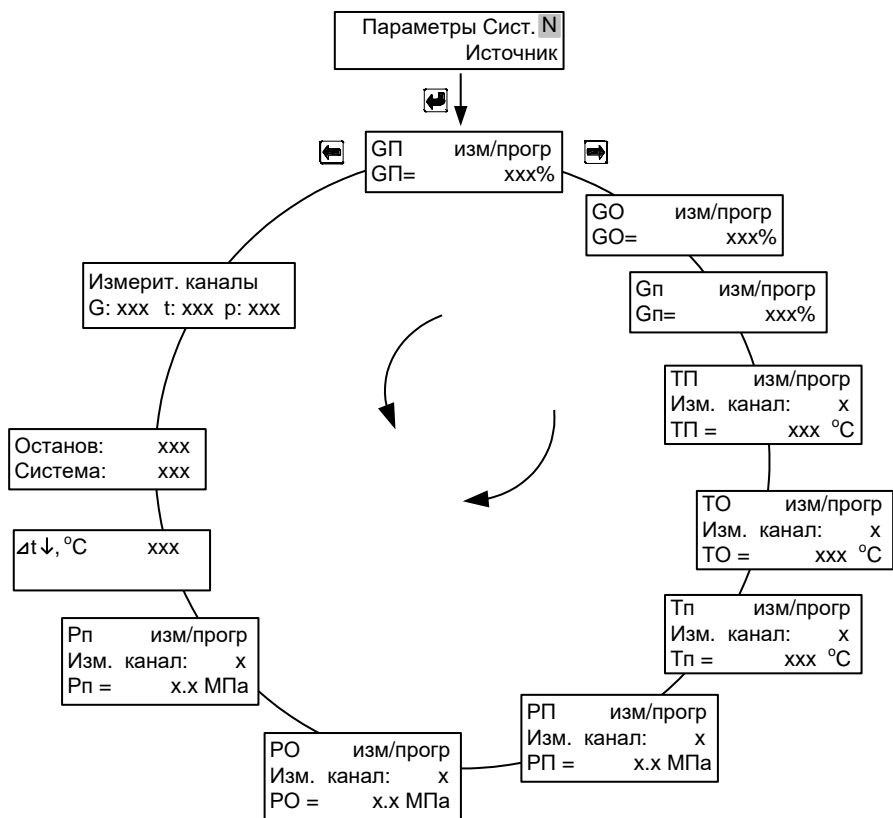 Параметры Сист. N
Источник
GП изм/прогр
GП= xxx%
GО изм/прогр
GО= xxx%
Gп изм/прогр
Gп= xxx%
ТП изм/прогр
Изм. канал: x
ТП = xxx °C
ТО изм/прогр
Изм. канал: x
ТО = xxx °C
Тп изм/прогр
Изм. канал: x
Тп = xxx °C
РП изм/прогр
Изм. канал: x
РП = x.x МПа
РО изм/прогр
Изм. канал: x
РО = x.x МПа
Рп изм/прогр
Изм. канал: x
Рп = x.x МПа
⊿t↓, °C xxx
Останов: xxx
Система: xxx
Измерит. каналы
G: xxx t: xxx p: xxx